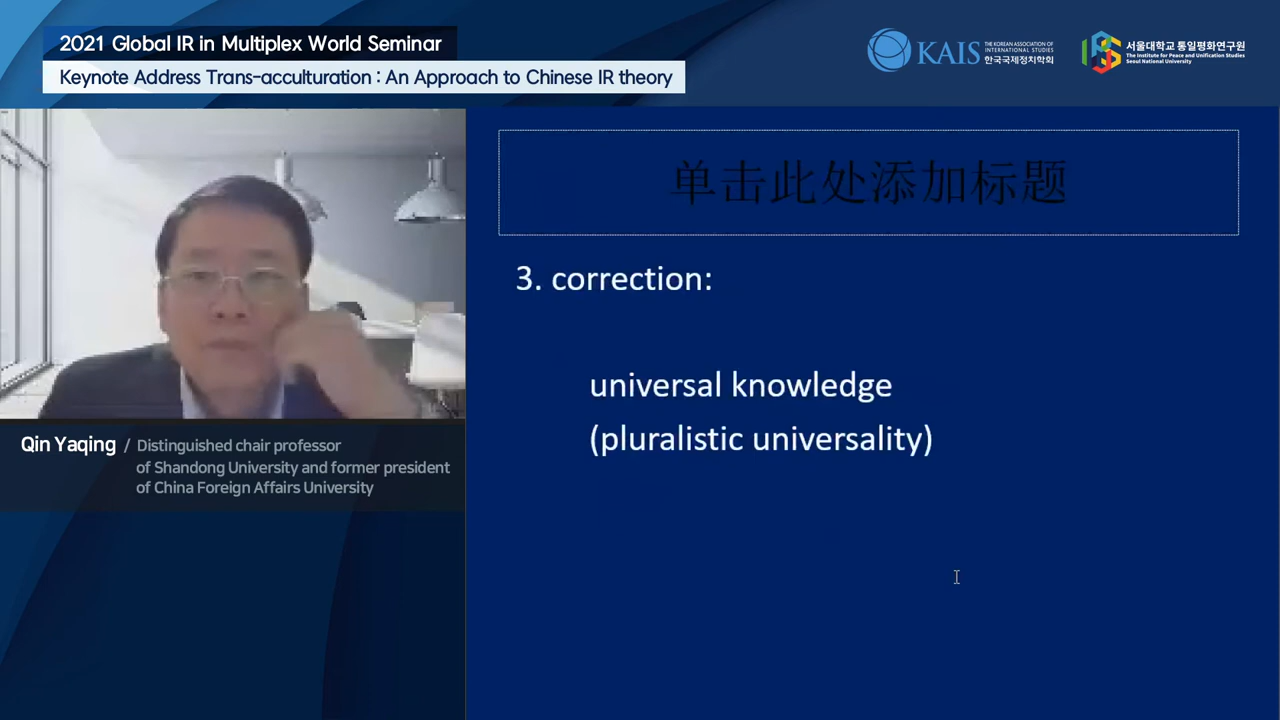 2021 Global IR in Multiplex World Seminar
Keynote Address Trans-acculturation : An Approach to Chinese IR theory
KAIS
THE KOREAN ASSOCIATION OF
INTERNATIONAL STUDIES
한국국제정치학회
서울대학교 통일평화연구원
The Institute for Peace and Unification Studies
Seoul National University
单击此处添加标题
3. correction:
universal knowledge
(pluralistic universality)
Qin Yaqing / Distinguished chair professor
of Shandong University and former president
of China Foreign Affairs University